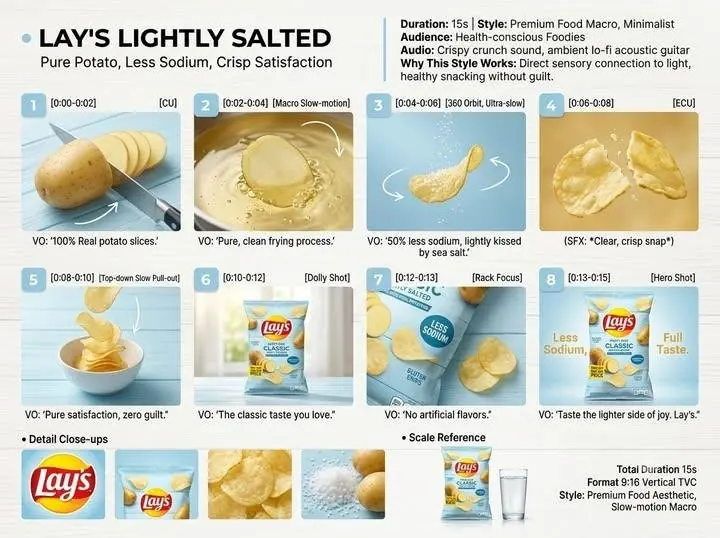 LAY'S LIGHTLY SALTED
Pure Potato, Less Sodium, Crisp Satisfaction
Duration: 15s | Style: Premium Food Macro, Minimalist
Audience: Health-conscious Foodies
Audio: Crispy crunch sound, ambient lo-fi acoustic guitar
Why This Style Works: Direct sensory connection to light,
healthy snacking without guilt.
1 [0:00-0:02] [CU]
VO: '100% Real potato slices.'
2 [0:02-0:04] [Macro Slow-motion]
VO: 'Pure, clean frying process.'
3 [0:04-0:06] [360 Orbit, Ultra-slow]
VO: '50% less sodium, lightly kissed
by sea salt.'
4 [0:06-0:08] [ECU]
(SFX: *Clear, crisp snap*)
5 [0:08-0:10] [Top-down Slow Pull-out]
VO: 'Pure satisfaction, zero guilt."
6 [0:10-0:12] [Dolly Shot]
Lay's
CLASSIC
VO: 'The classic taste you love."
7 [0:12-0:13] [Rack Focus]
LY SALTED
LESS
SODIUM
VO: 'No artificial flavors.'
8 [0:13-0:15] [Hero Shot]
Less
Sodium,
Lay's
CLASSIC
Full
Taste.
VO: 'Taste the lighter side of joy. Lay's."
• Detail Close-ups
Lay's
Lay's
• Scale Reference
Lay's
CLASSIC
Total Duration 15s
Format 9:16 Vertical TVC
Style: Premium Food Aesthetic,
Slow-motion Macro